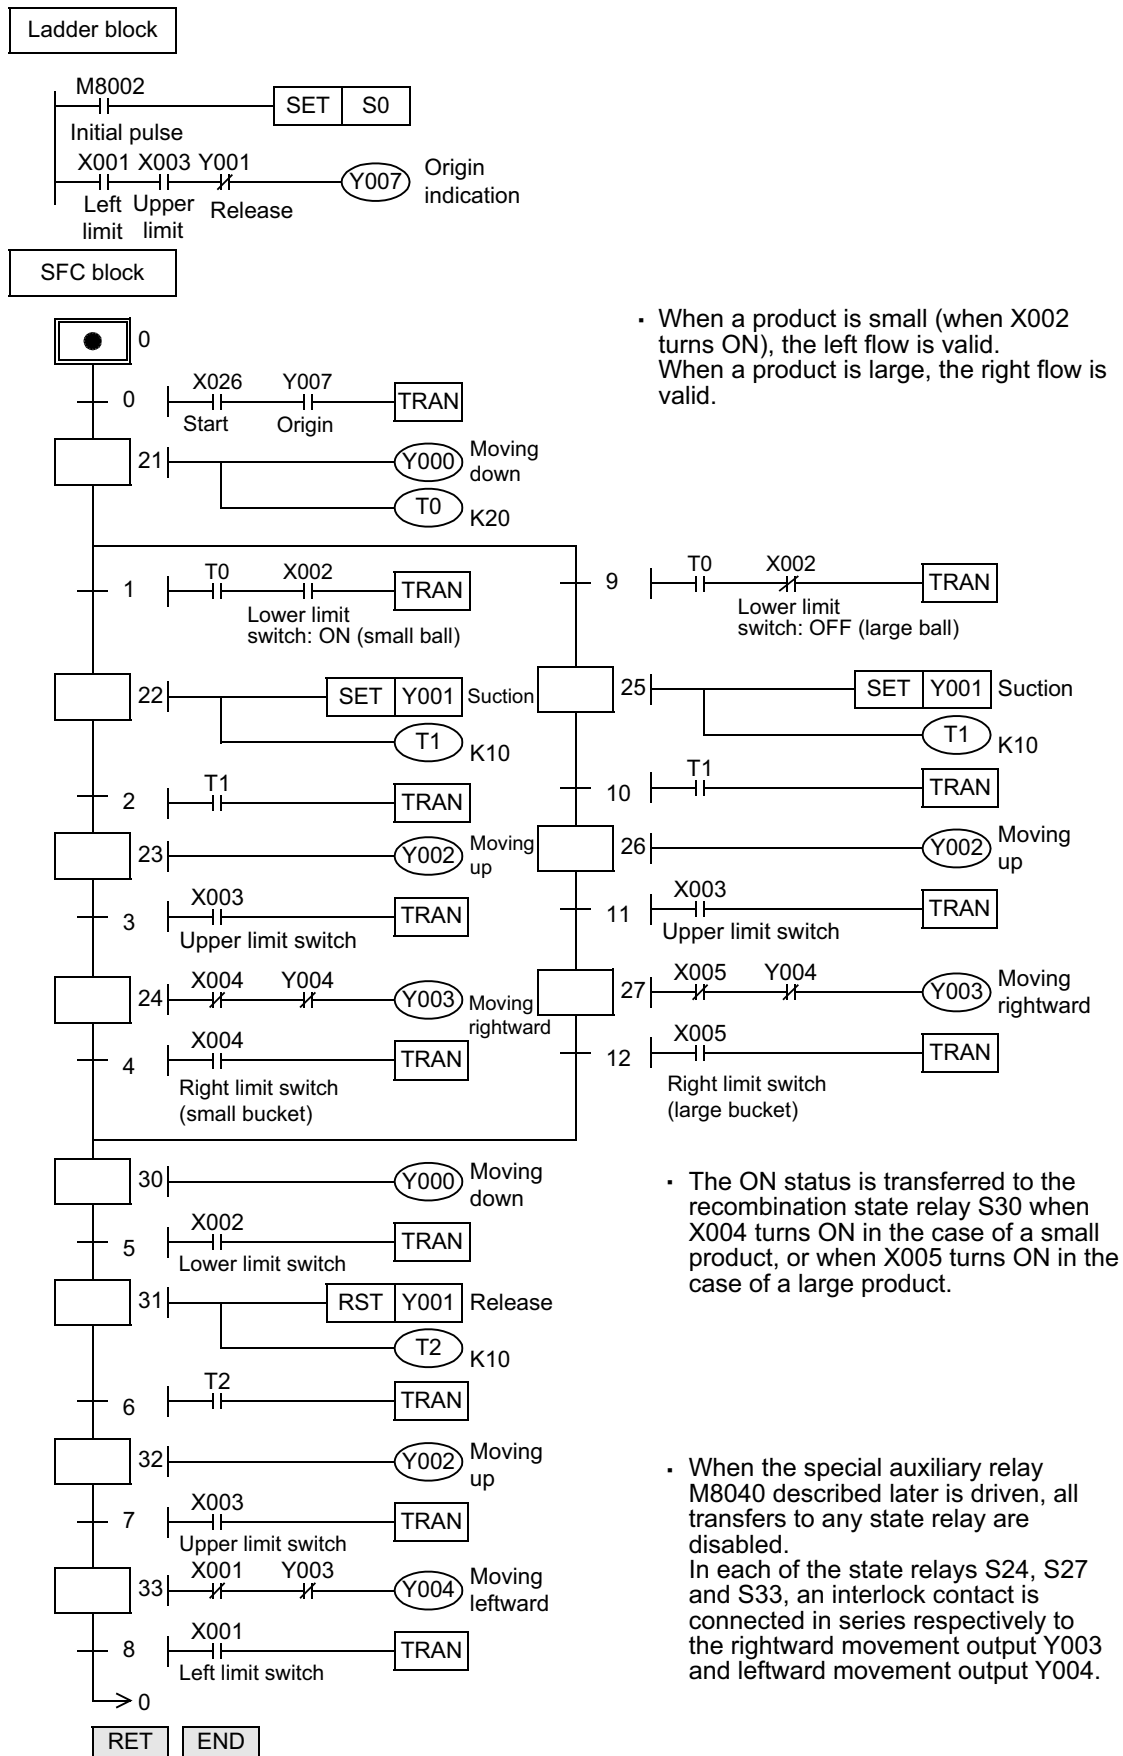 Ladder block
M8002
SET S0
Initial pulse
X001 X003 Y001
Y007
Origin
indication
Left
limit
Upper
limit
Release
SFC block
0
▪ When a product is small (when X002
turns ON), the left flow is valid.
When a product is large, the right flow is
valid.
0
X026 Y007
TRAN
Start Origin
21
Y000
Moving
down
T0
K20
1
T0 X002
TRAN
Lower limit
switch: ON (small ball)
9
T0 X002
TRAN
Lower limit
switch: OFF (large ball)
22
SET Y001 Suction
T1
K10
25
SET Y001 Suction
T1
K10
2
T1
TRAN
10
T1
TRAN
23
Y002
Moving
up
26
Y002
Moving
up
3
X003
TRAN
Upper limit switch
11
X003
TRAN
Upper limit switch
24
X004 Y004
Y003
Moving
rightward
27
X005 Y004
Y003
Moving
rightward
4
X004
TRAN
Right limit switch
(small bucket)
12
X005
TRAN
Right limit switch
(large bucket)
30
Y000
Moving
down
▪ The ON status is transferred to the
recombination state relay S30 when
X004 turns ON in the case of a small
product, or when X005 turns ON in the
case of a large product.
5
X002
TRAN
Lower limit switch
31
RST Y001 Release
T2
K10
6
T2
TRAN
32
Y002
Moving
up
▪ When the special auxiliary relay
M8040 described later is driven, all
transfers to any state relay are
disabled.
In each of the state relays S24, S27
and S33, an interlock contact is
connected in series respectively to
the rightward movement output Y003
and leftward movement output Y004.
7
X003
TRAN
Upper limit switch
33
X001 Y003
Y004
Moving
leftward
8
X001
TRAN
Left limit switch
0
RET END